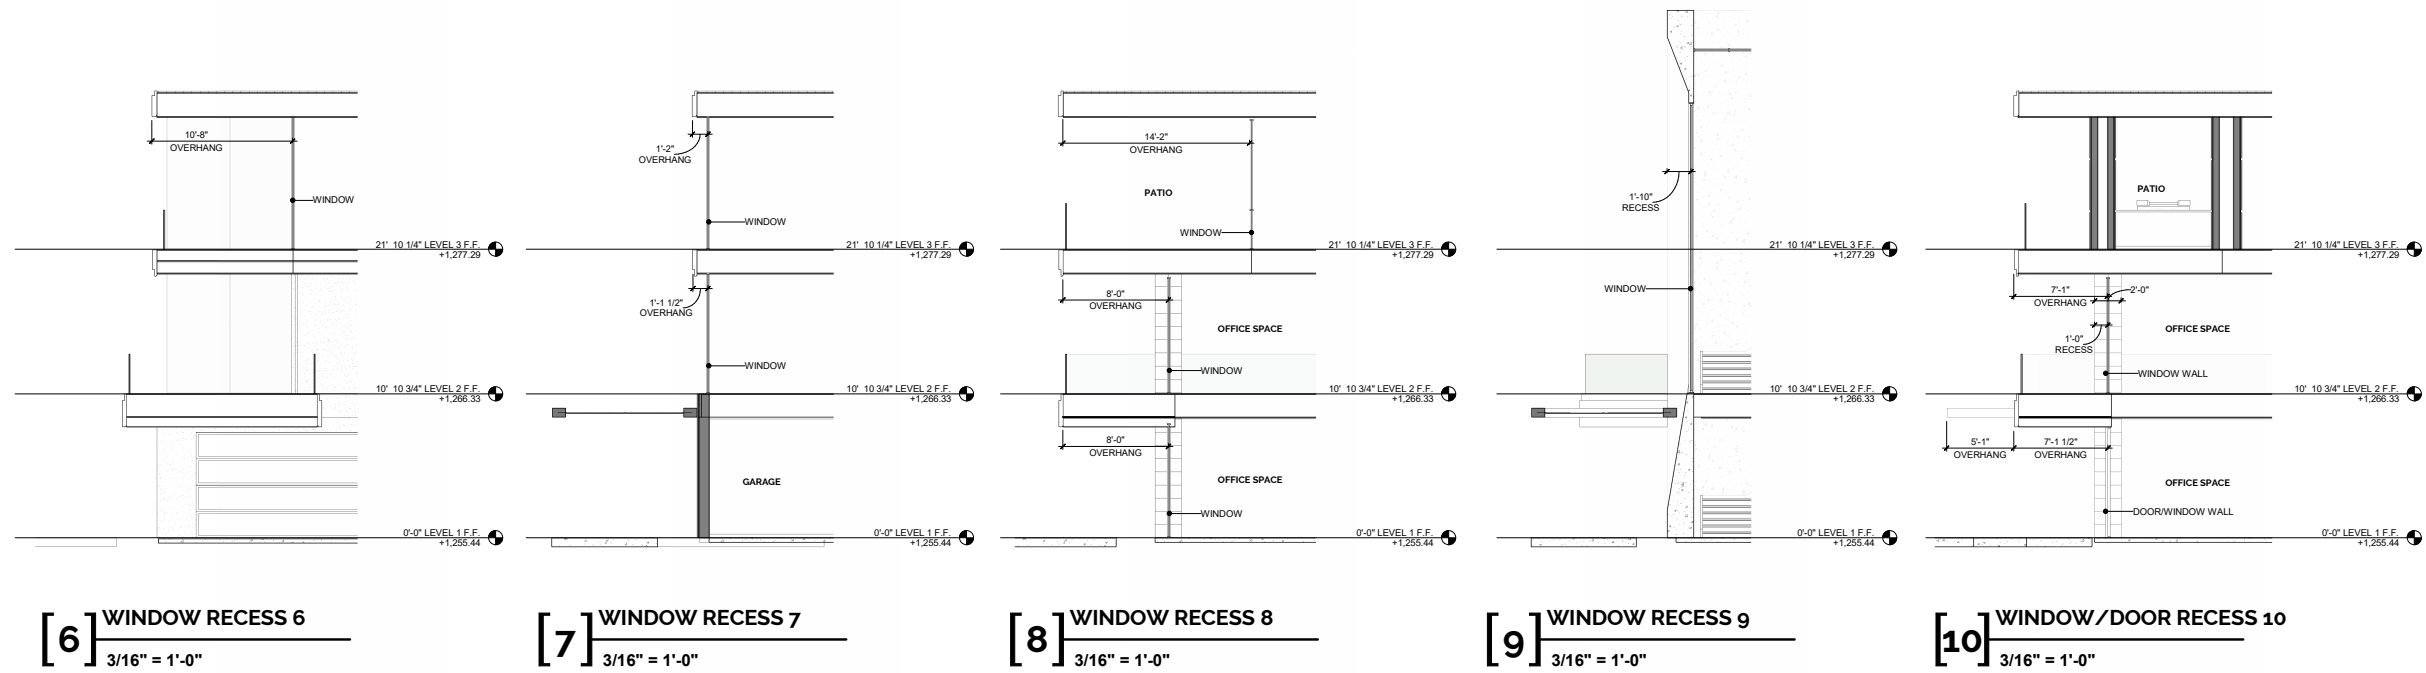 10'-8"
OVERHANG
WINDOW
21' 10 1/4" LEVEL 3 F.F.
+1,277.29
10' 10 3/4" LEVEL 2 F.F.
+1,266.33
0'-0" LEVEL 1 F.F.
+1,255.44
[6] WINDOW RECESS 6
3/16" = 1'-0"
1'-2"
OVERHANG
WINDOW
21' 10 1/4" LEVEL 3 F.F.
+1,277.29
1'-1 1/2"
OVERHANG
WINDOW
10' 10 3/4" LEVEL 2 F.F.
+1,266.33
GARAGE
0'-0" LEVEL 1 F.F.
+1,255.44
[7] WINDOW RECESS 7
3/16" = 1'-0"
14'-2"
OVERHANG
PATIO
WINDOW
21' 10 1/4" LEVEL 3 F.F.
+1,277.29
8'-0"
OVERHANG
OFFICE SPACE
WINDOW
10' 10 3/4" LEVEL 2 F.F.
+1,266.33
8'-0"
OVERHANG
OFFICE SPACE
WINDOW
0'-0" LEVEL 1 F.F.
+1,255.44
[8] WINDOW RECESS 8
3/16" = 1'-0"
1'-10"
RECESS
21' 10 1/4" LEVEL 3 F.F.
+1,277.29
WINDOW
10' 10 3/4" LEVEL 2 F.F.
+1,266.33
0'-0" LEVEL 1 F.F.
+1,255.44
[9] WINDOW RECESS 9
3/16" = 1'-0"
PATIO
21' 10 1/4" LEVEL 3 F.F.
+1,277.29
7'-1" 2'-0"
OVERHANG
OFFICE SPACE
1'-0"
RECESS
WINDOW WALL
10' 10 3/4" LEVEL 2 F.F.
+1,266.33
5'-1" 7'-1 1/2"
OVERHANG OVERHANG
OFFICE SPACE
DOOR/WINDOW WALL
0'-0" LEVEL 1 F.F.
+1,255.44
[10] WINDOW/DOOR RECESS 10
3/16" = 1'-0"